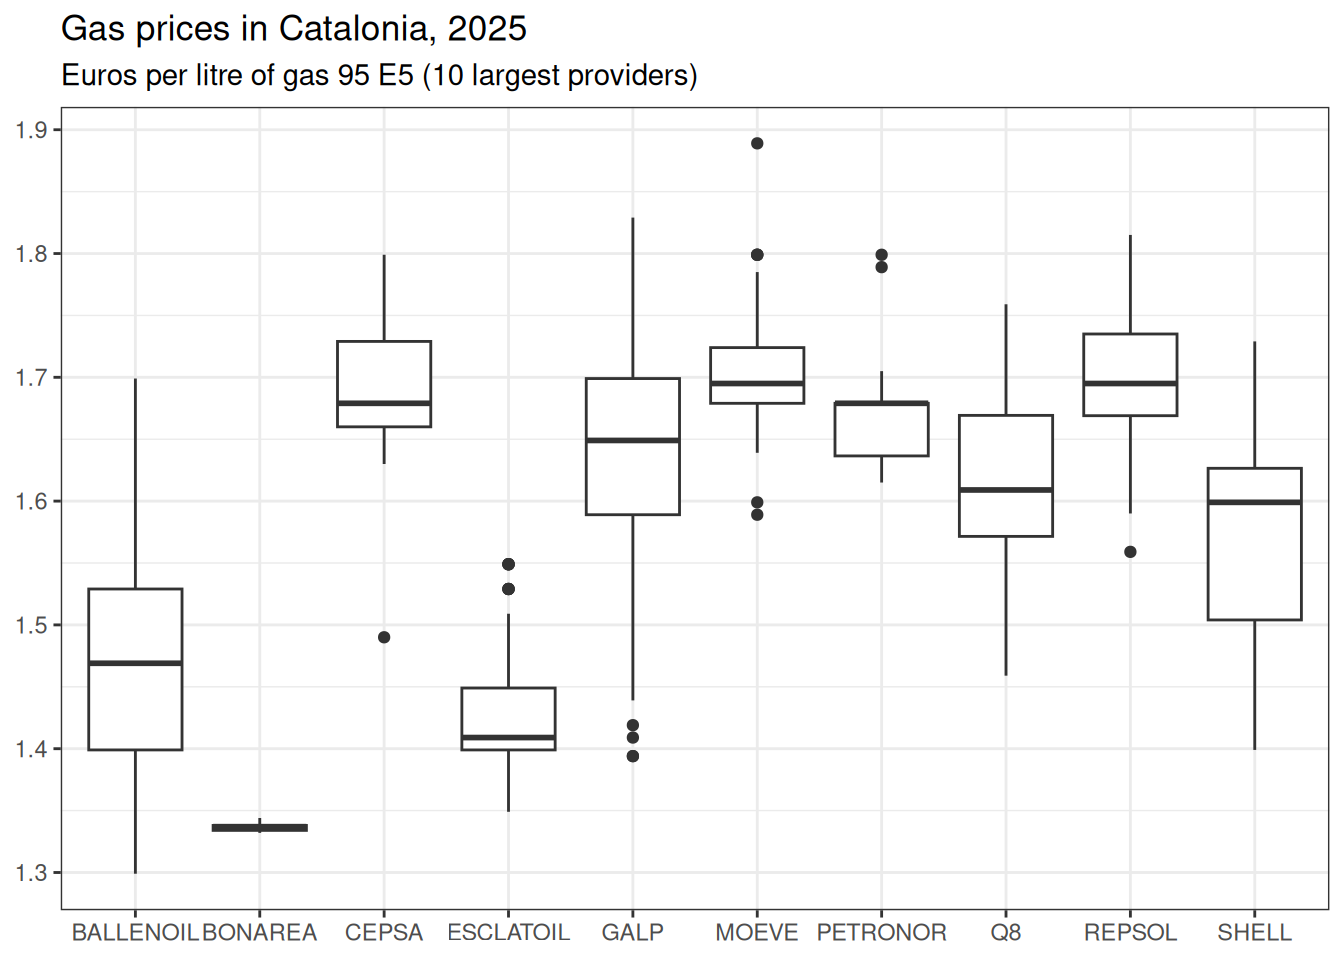 Gas prices in Catalonia, 2025
Euros per litre of gas 95 E5 (10 largest providers)
1.9
1.8
1.7
1.6
1.5
1.4
1.3
BALLENOIL BONAREA CEPSA ESCLATOIL GALP MOEVE PETRONOR Q8 REPSOL SHELL